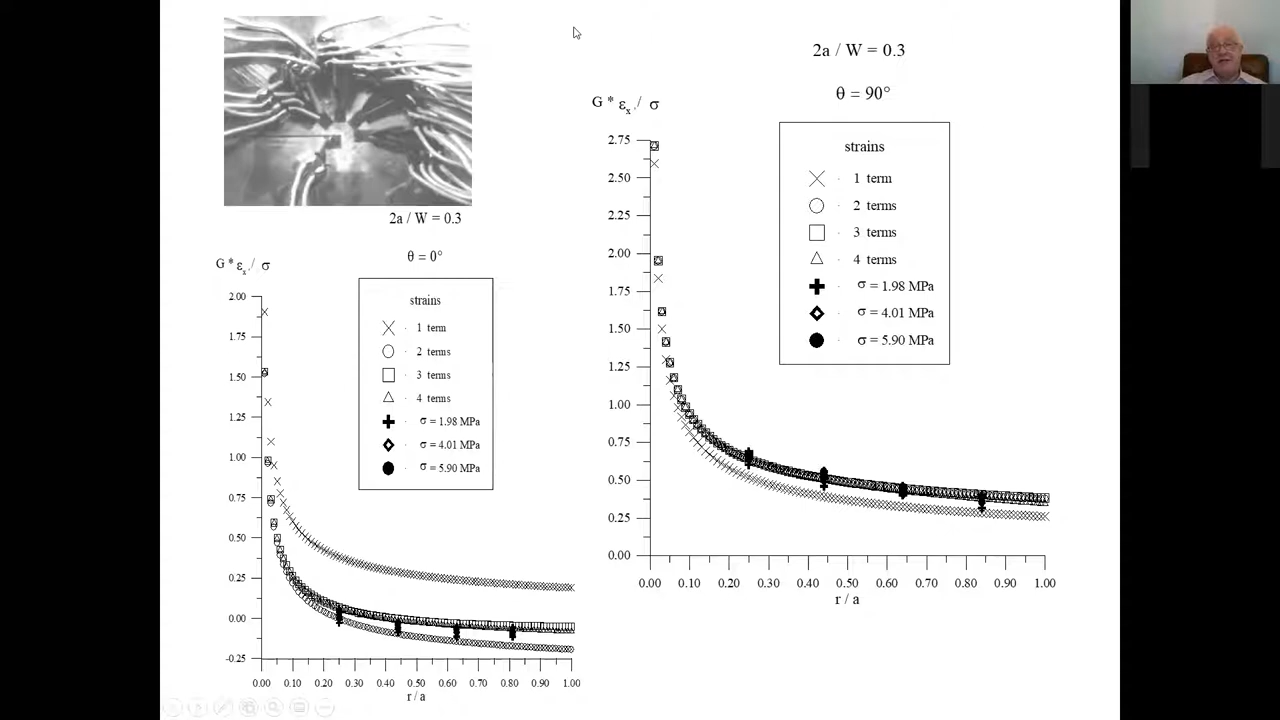 2a / W = 0.3
θ = 0°
G * εx / σ
strains
1 term
2 terms
3 terms
4 terms
σ = 1.98 MPa
σ = 4.01 MPa
σ = 5.90 MPa
2.00
1.75
1.50
1.25
1.00
0.75
0.50
0.25
0.00
-0.25
0.00 0.10 0.20 0.30 0.40 0.50 0.60 0.70 0.80 0.90 1.00
r / a
2a / W = 0.3
θ = 90°
G * εx / σ
strains
1 term
2 terms
3 terms
4 terms
σ = 1.98 MPa
σ = 4.01 MPa
σ = 5.90 MPa
2.75
2.50
2.25
2.00
1.75
1.50
1.25
1.00
0.75
0.50
0.25
0.00
0.00 0.10 0.20 0.30 0.40 0.50 0.60 0.70 0.80 0.90 1.00
r / a